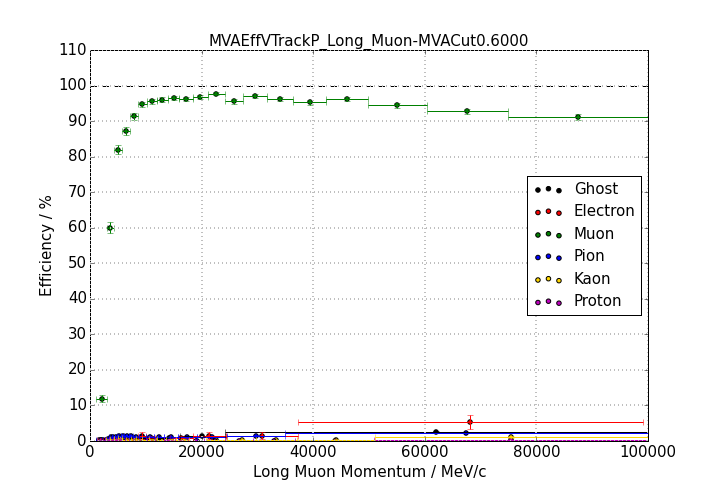 MVAEffVTrackP_Long_Muon-MVACut0.6000
110
100
90
80
70
60
50
40
30
20
10
0
Efficiency / %
Ghost
Electron
Muon
Pion
Kaon
Proton
0 20000 40000 60000 80000 100000
Long Muon Momentum / MeV/c